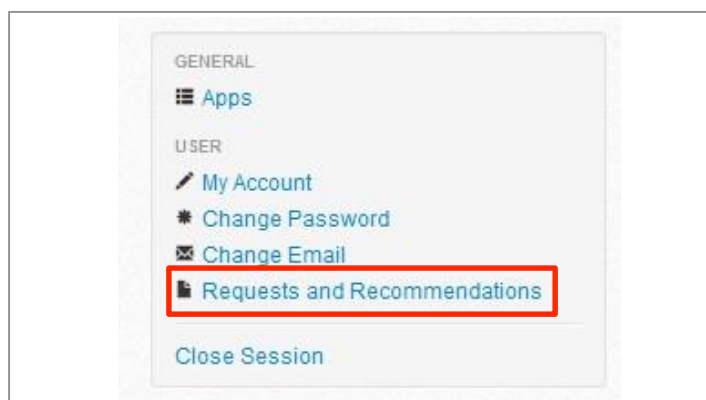 GENERAL
Apps
USER
My Account
Change Password
Change Email
Requests and Recommendations
Close Session